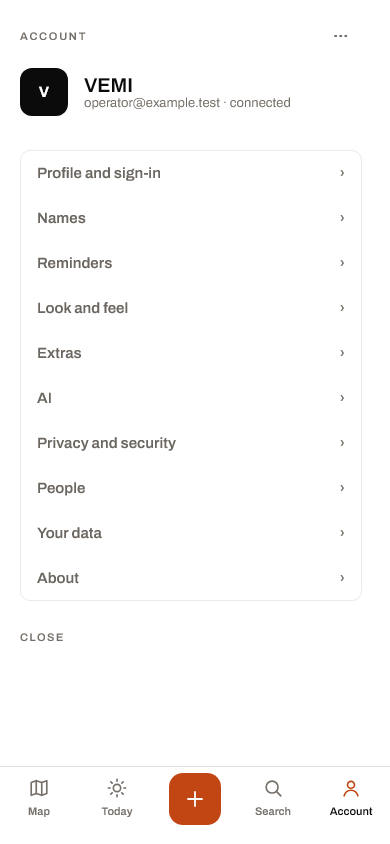 ACCOUNT
V
VEMI
operator@example.test · connected
Profile and sign-in
Names
Reminders
Look and feel
Extras
AI
Privacy and security
People
Your data
About
CLOSE
Map
Today
Search
Account